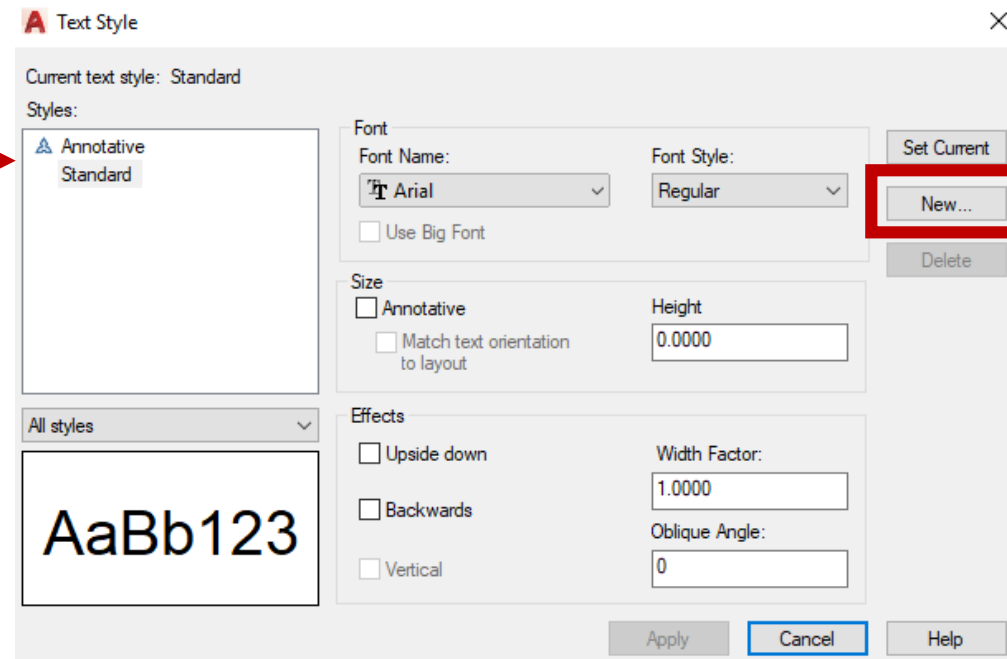 Text Style
Current text style: Standard
Styles:
Annotative
Standard
All styles
AaBb123
Font
Font Name:
Arial
Use Big Font
Font Style:
Regular
Size
Annotative
Match text orientation
to layout
Height
0.0000
Effects
Upside down
Backwards
Vertical
Width Factor:
1.0000
Oblique Angle:
0
Set Current
New...
Delete
Apply
Cancel
Help